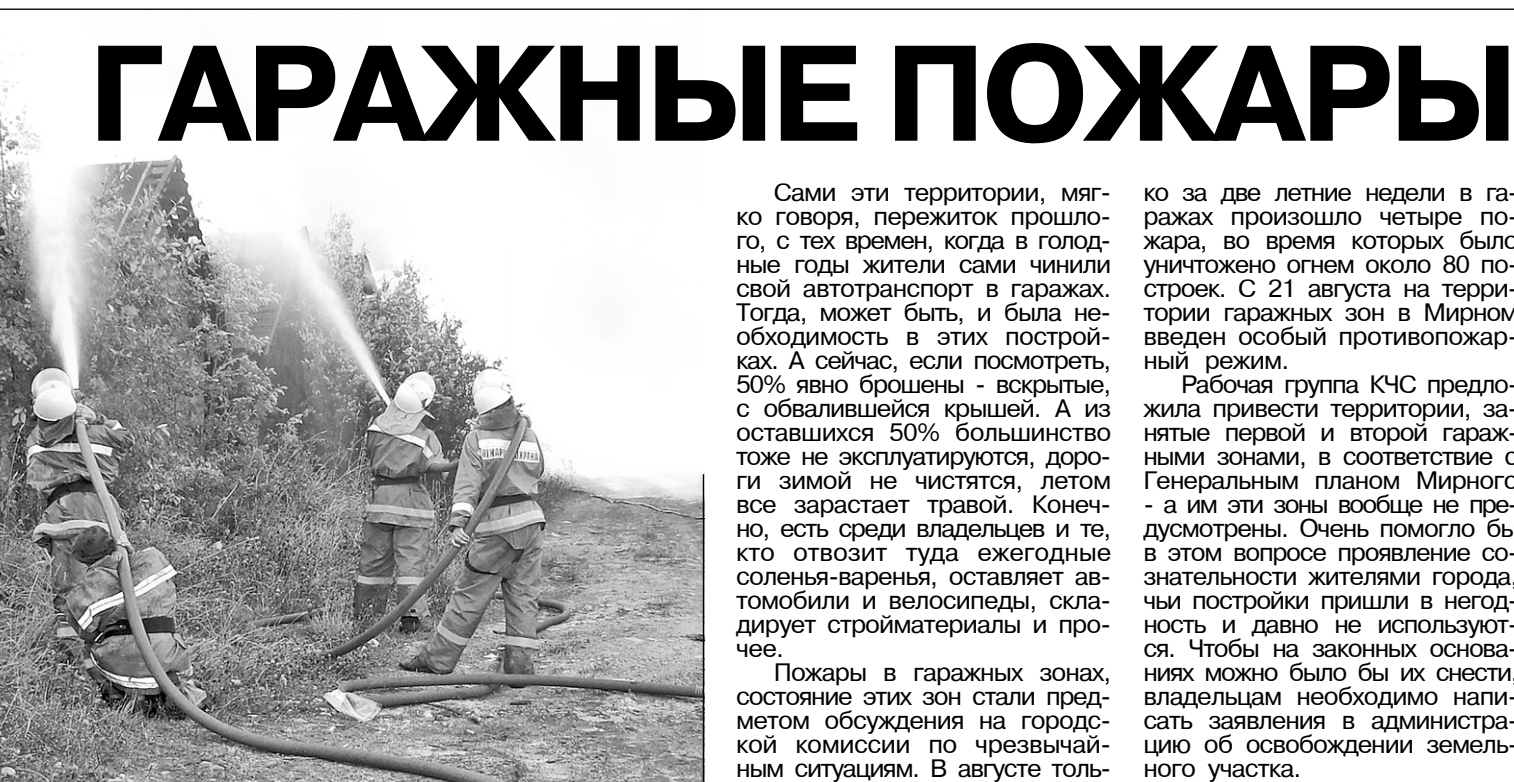 ГАРАЖНЫЕ ПОЖАРЫ
ПОЖАРНАЯ ОХРАНА
Сами эти территории, мяг-
ко говоря, пережиток прошло-
го, с тех времен, когда в голод-
ные годы жители сами чинили
свой автотранспорт в гаражах.
Тогда, может быть, и была не-
обходимость в этих построй-
ках. А сейчас, если посмотреть,
50% явно брошены - вскрытые,
с обвалившейся крышей. А из
оставшихся 50% большинство
тоже не эксплуатируются, доро-
ги зимой не чистятся, летом
все зарастает травой. Конеч-
но, есть среди владельцев и те,
кто отвозит туда ежегодные
соленья-варенья, оставляет ав-
томобили и велосипеды, скла-
дирует стройматериалы и про-
чее.
Пожары в гаражных зонах,
состояние этих зон стали пред-
метом обсуждения на городс-
кой комиссии по чрезвычай-
ным ситуациям. В августе толь-
ко за две летние недели в га-
ражах произошло четыре по-
жара, во время которых было
уничтожено огнем около 80 по-
строек. С 21 августа на терри-
тории гаражных зон в Мирном
введен особый противопожар-
ный режим.
Рабочая группа КЧС предло-
жила привести территории, за-
нятые первой и второй гараж-
ными зонами, в соответствие с
Генеральным планом Мирного
- а им эти зоны вообще не пре-
дусмотрены. Очень помогло бы
в этом вопросе проявление со-
знательности жителями города,
чьи постройки пришли в негод-
ность и давно не используют-
ся. Чтобы на законных основа-
ниях можно было бы их снести,
владельцам необходимо напи-
сать заявления в администра-
цию об освобождении земель-
ного участка.